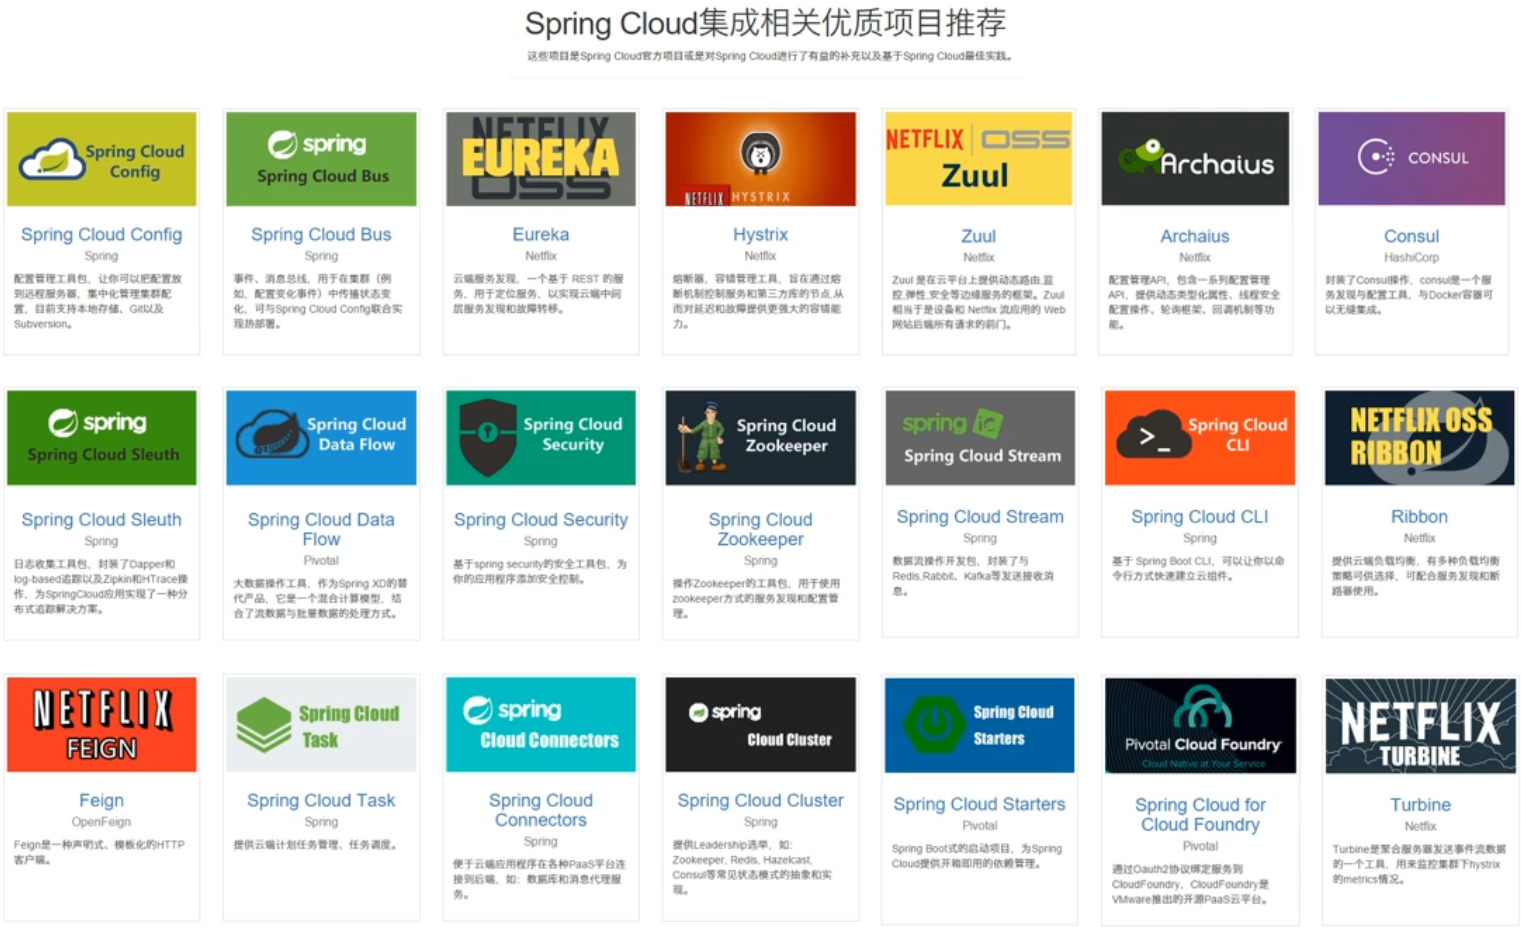 Spring Cloud集成相关优质项目推荐
这些项目是Spring Cloud官方项目或是对Spring Cloud进行了有益的补充以及基于Spring Cloud最佳实践。
Spring Cloud
Config
Spring Cloud Config
Spring
配置管理工具包，让你可以把配置放
到远程服务器，集中化管理集群配
置，目前支持本地存储、Git以及
Subversion。
spring
Spring Cloud Bus
Spring Cloud Bus
Spring
事件、消息总线，用于在集群（例
如，配置变化事件）中传播状态变
化，可与Spring Cloud Config联合实
现热部署。
NETFLIX
EUREKA
OSS
Eureka
Netflix
云端服务发现，一个基于 REST 的服
务，用于定位服务，以实现云端中间
层服务发现和故障转移。
NETFLIX HYSTRIX
Hystrix
Netflix
熔断器，容错管理工具，旨在通过熔
断机制控制服务和第三方库的节点,从
而对延迟和故障提供更强大的容错能
力。
NETFLIX | OSS
Zuul
Zuul
Netflix
Zuul 是在云平台上提供动态路由,监
控,弹性,安全等边缘服务的框架。Zuul
相当于是设备和 Netflix 流应用的 Web
网站后端所有请求的前门。
Archaius
Archaius
Netflix
配置管理API，包含一系列配置管理
API，提供动态类型化属性、线程安全
配置操作、轮询框架、回调机制等功
能。
CONSUL
Consul
HashiCorp
封装了Consul操作，consul是一个服
务发现与配置工具，与Docker容器可
以无缝集成。
spring
Spring Cloud Sleuth
Spring Cloud Sleuth
Spring
日志收集工具包，封装了Dapper和
log-based追踪以及Zipkin和HTrace操
作，为SpringCloud应用实现了一种分
布式追踪解决方案。
Spring Cloud
Data Flow
Spring Cloud Data
Flow
Pivotal
大数据操作工具，作为Spring XD的替
代产品，它是一个混合计算模型，结
合了流数据与批量数据的处理方式。
Spring Cloud
Security
Spring Cloud Security
Spring
基于spring security的安全工具包，为
你的应用程序添加安全控制。
Spring Cloud
Zookeeper
Spring Cloud
Zookeeper
Spring
操作Zookeeper的工具包，用于使用
zookeeper方式的服务发现和配置管
理。
spring
Spring Cloud Stream
Spring Cloud Stream
Spring
数据流操作开发包，封装了与
Redis,Rabbit、Kafka等发送接收消
息。
>_ Spring Cloud
CLI
Spring Cloud CLI
Spring
基于 Spring Boot CLI，可以让你以命
令行方式快速建立云组件。
NETFLIX OSS
RIBBON
Ribbon
Netflix
提供云端负载均衡，有多种负载均衡
策略可供选择，可配合服务发现和断
路器使用。
NETFLIX
FEIGN
Feign
OpenFeign
Feign是一种声明式、模板化的HTTP
客户端。
Spring Cloud
Task
Spring Cloud Task
Spring
提供云端计划任务管理、任务调度。
spring
Cloud Connectors
Spring Cloud
Connectors
Spring
便于云端应用程序在各种PaaS平台连
接到后端，如：数据库和消息代理服
务。
spring
Cloud Cluster
Spring Cloud Cluster
Spring
提供Leadership选举，如：
Zookeeper, Redis, Hazelcast,
Consul等常见状态模式的抽象和实
现。
Spring Cloud
Starters
Spring Cloud Starters
Pivotal
Spring Boot式的启动项目，为Spring
Cloud提供开箱即用的依赖管理。
Pivotal Cloud Foundry
Cloud Native at Your Service
Spring Cloud for
Cloud Foundry
Pivotal
通过Oauth2协议绑定服务到
CloudFoundry，CloudFoundry是
VMware推出的开源PaaS云平台。
NETFLIX
TURBINE
Turbine
Netflix
Turbine是聚合服务器发送事件流数据
的一个工具，用来监控集群下hystrix
的metrics情况。